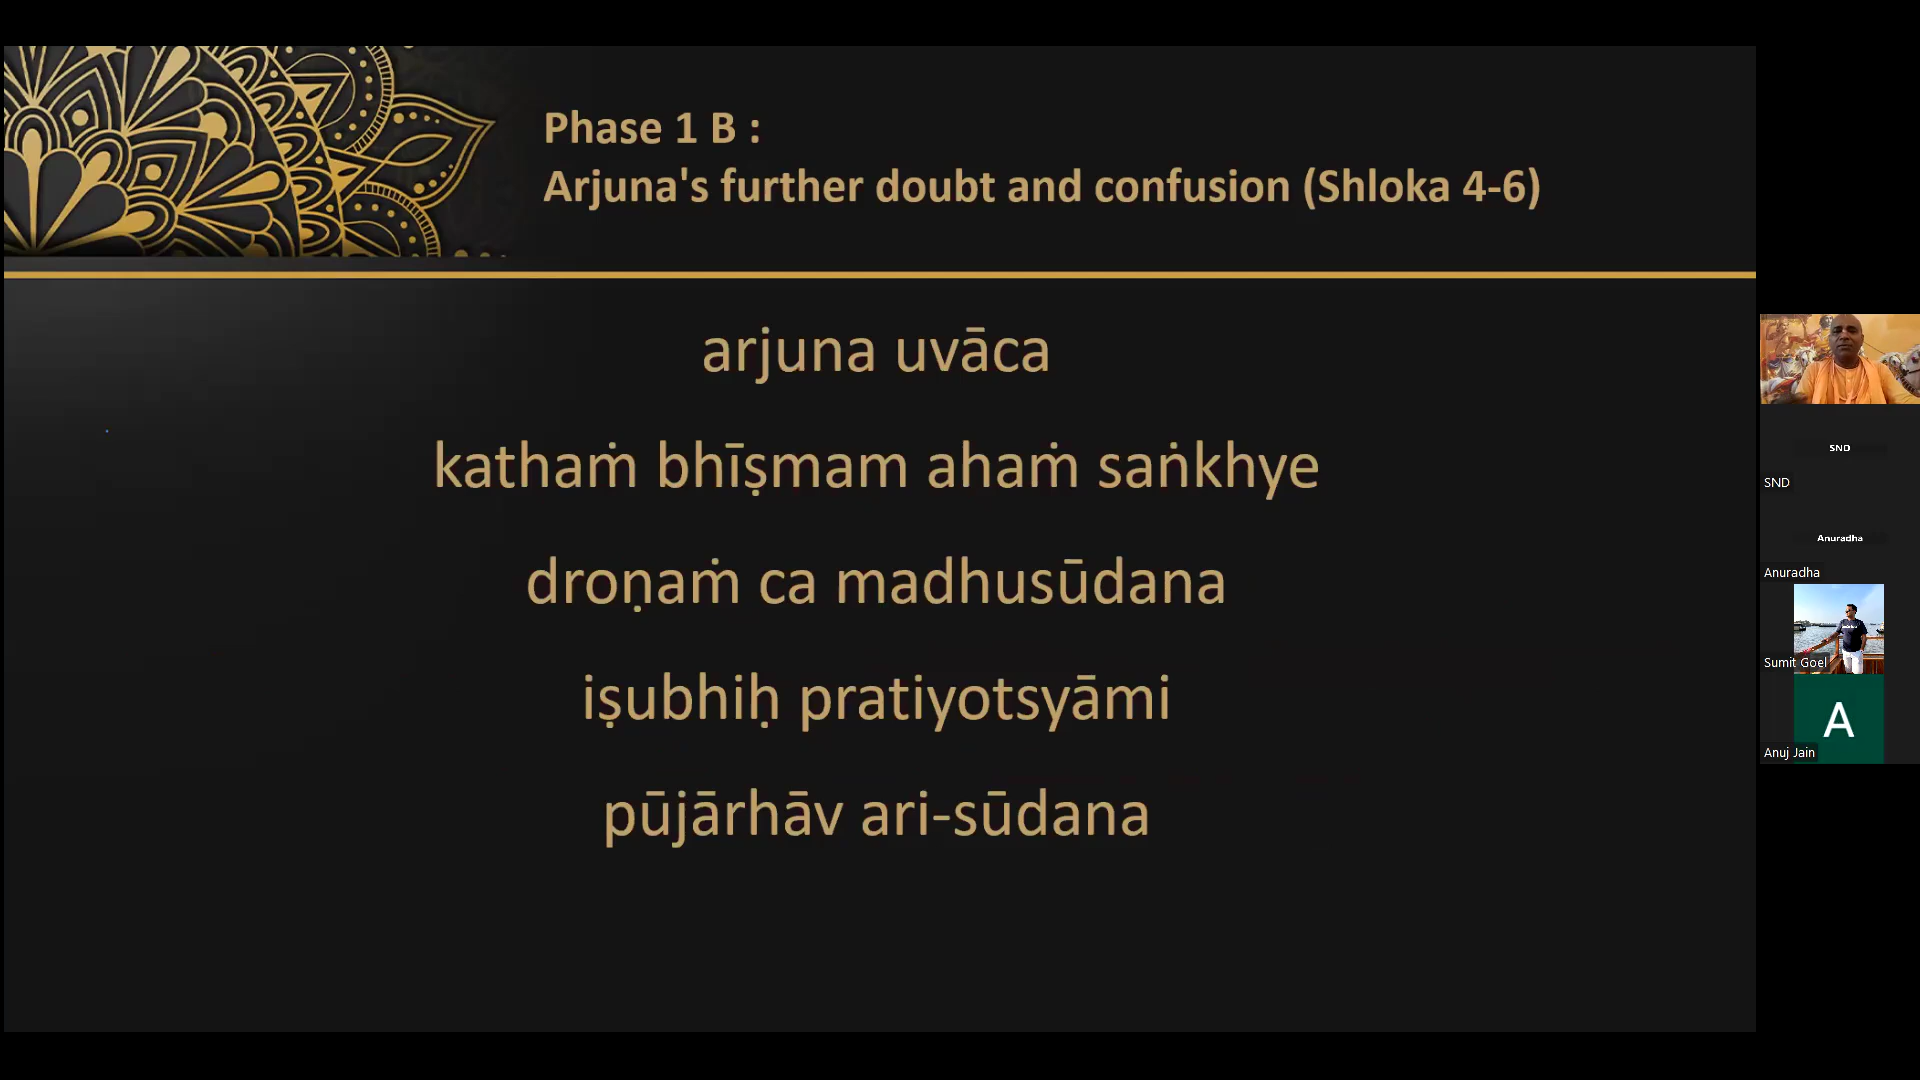 Phase 1 B :
Arjuna's further doubt and confusion (Shloka 4-6)
arjuna uvāca
kathaṁ bhīṣmam ahaṁ saṅkhye
droṇaṁ ca madhusūdana
iṣubhiḥ pratiyotsyāmi
pūjārhāv ari-sūdana
SND
SND
Anuradha
Anuradha
Sumit Goel
A
Anuj Jain